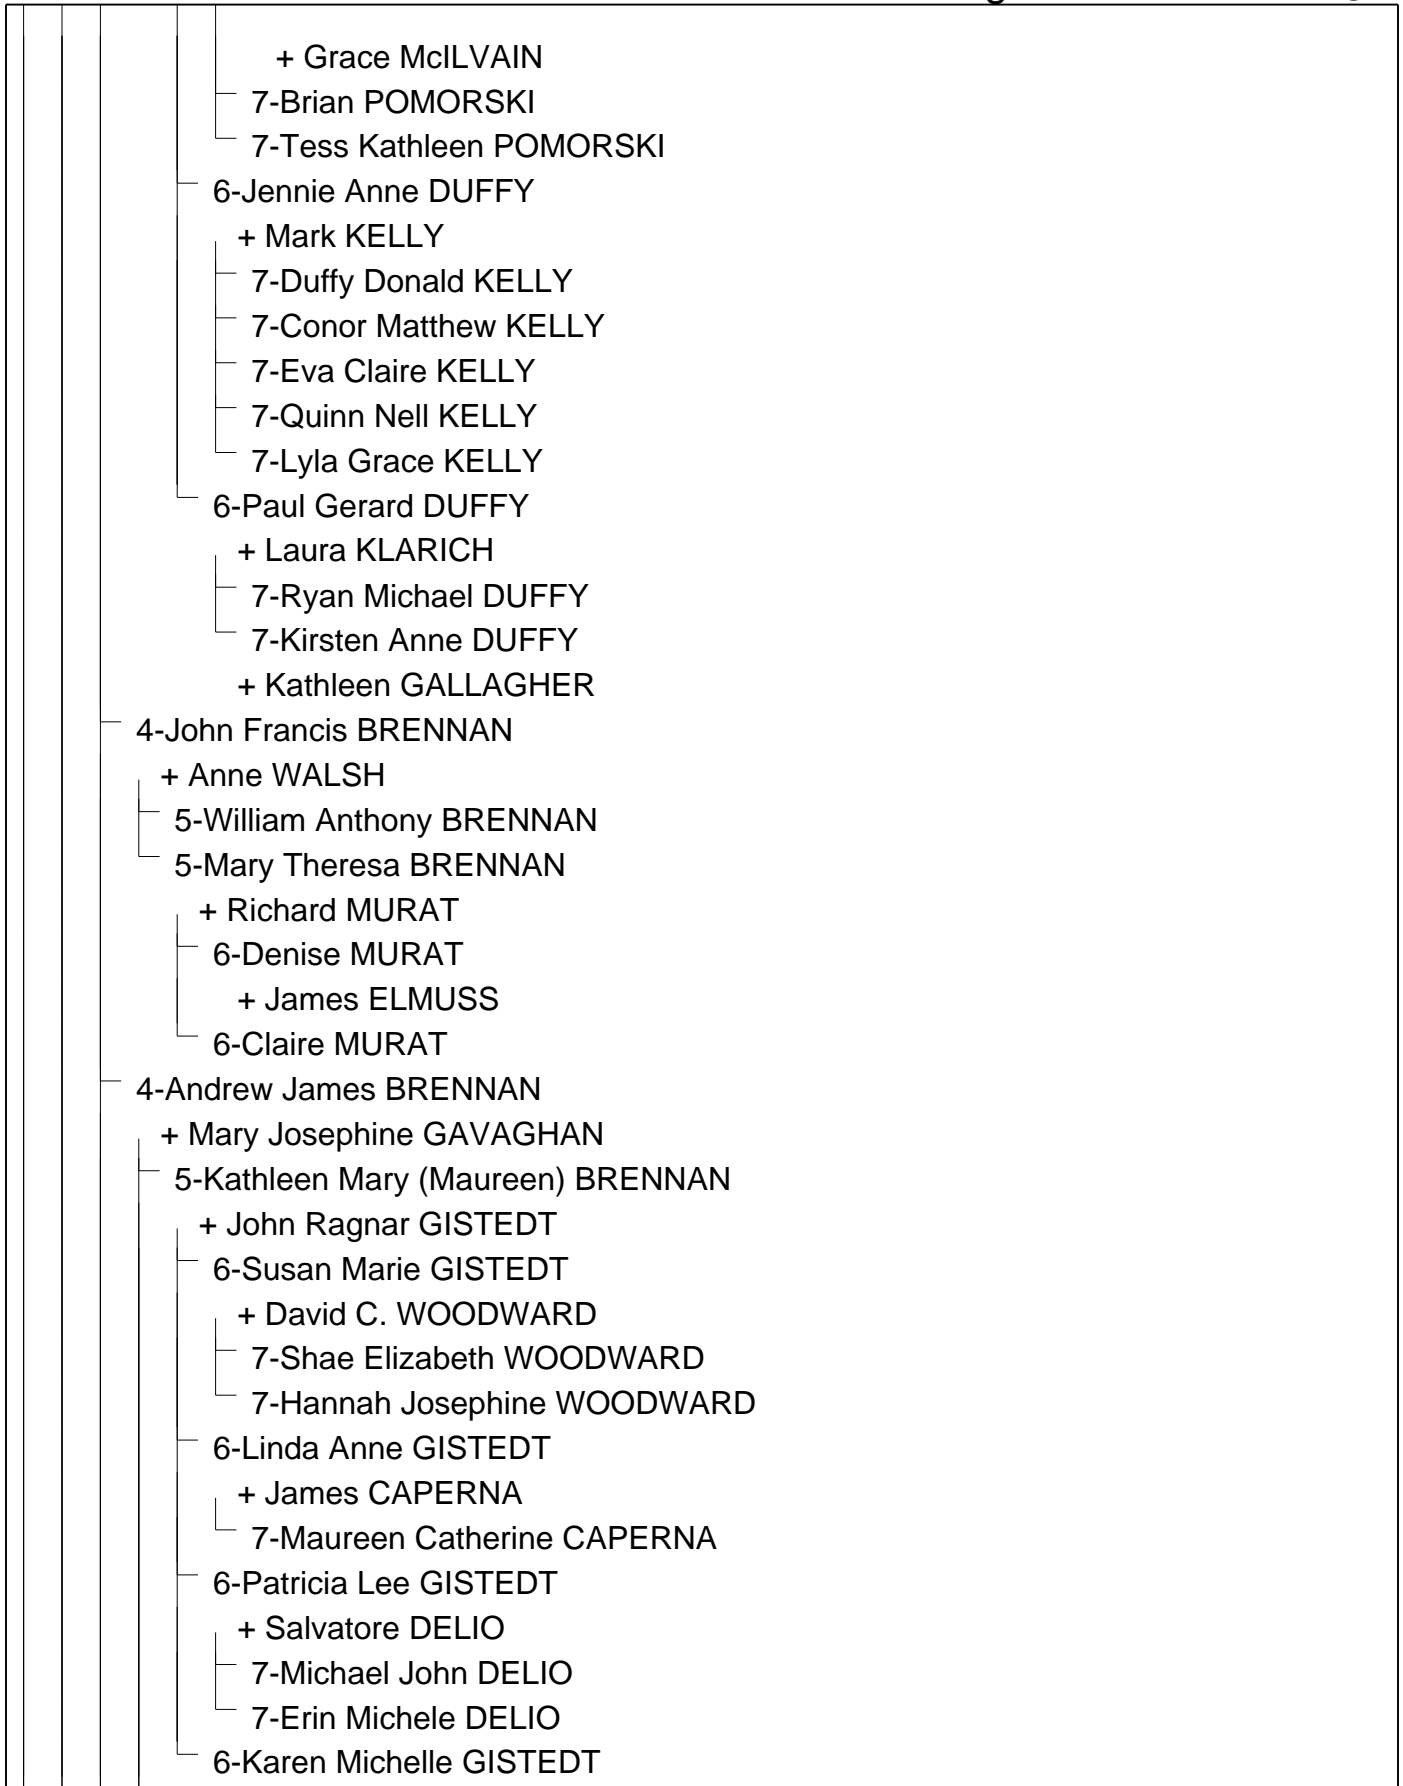 + Grace McILVAIN
7-Brian POMORSKI
7-Tess Kathleen POMORSKI
6-Jennie Anne DUFFY
+ Mark KELLY
7-Duffy Donald KELLY
7-Conor Matthew KELLY
7-Eva Claire KELLY
7-Quinn Nell KELLY
7-Lyla Grace KELLY
6-Paul Gerard DUFFY
+ Laura KLARICH
7-Ryan Michael DUFFY
7-Kirsten Anne DUFFY
+ Kathleen GALLAGHER
4-John Francis BRENNAN
+ Anne WALSH
5-William Anthony BRENNAN
5-Mary Theresa BRENNAN
+ Richard MURAT
6-Denise MURAT
+ James ELMUSS
6-Claire MURAT
4-Andrew James BRENNAN
+ Mary Josephine GAVAGHAN
5-Kathleen Mary (Maureen) BRENNAN
+ John Ragnar GISTEDT
6-Susan Marie GISTEDT
+ David C. WOODWARD
7-Shae Elizabeth WOODWARD
7-Hannah Josephine WOODWARD
6-Linda Anne GISTEDT
+ James CAPERNA
7-Maureen Catherine CAPERNA
6-Patricia Lee GISTEDT
+ Salvatore DELIO
7-Michael John DELIO
7-Erin Michele DELIO
6-Karen Michelle GISTEDT